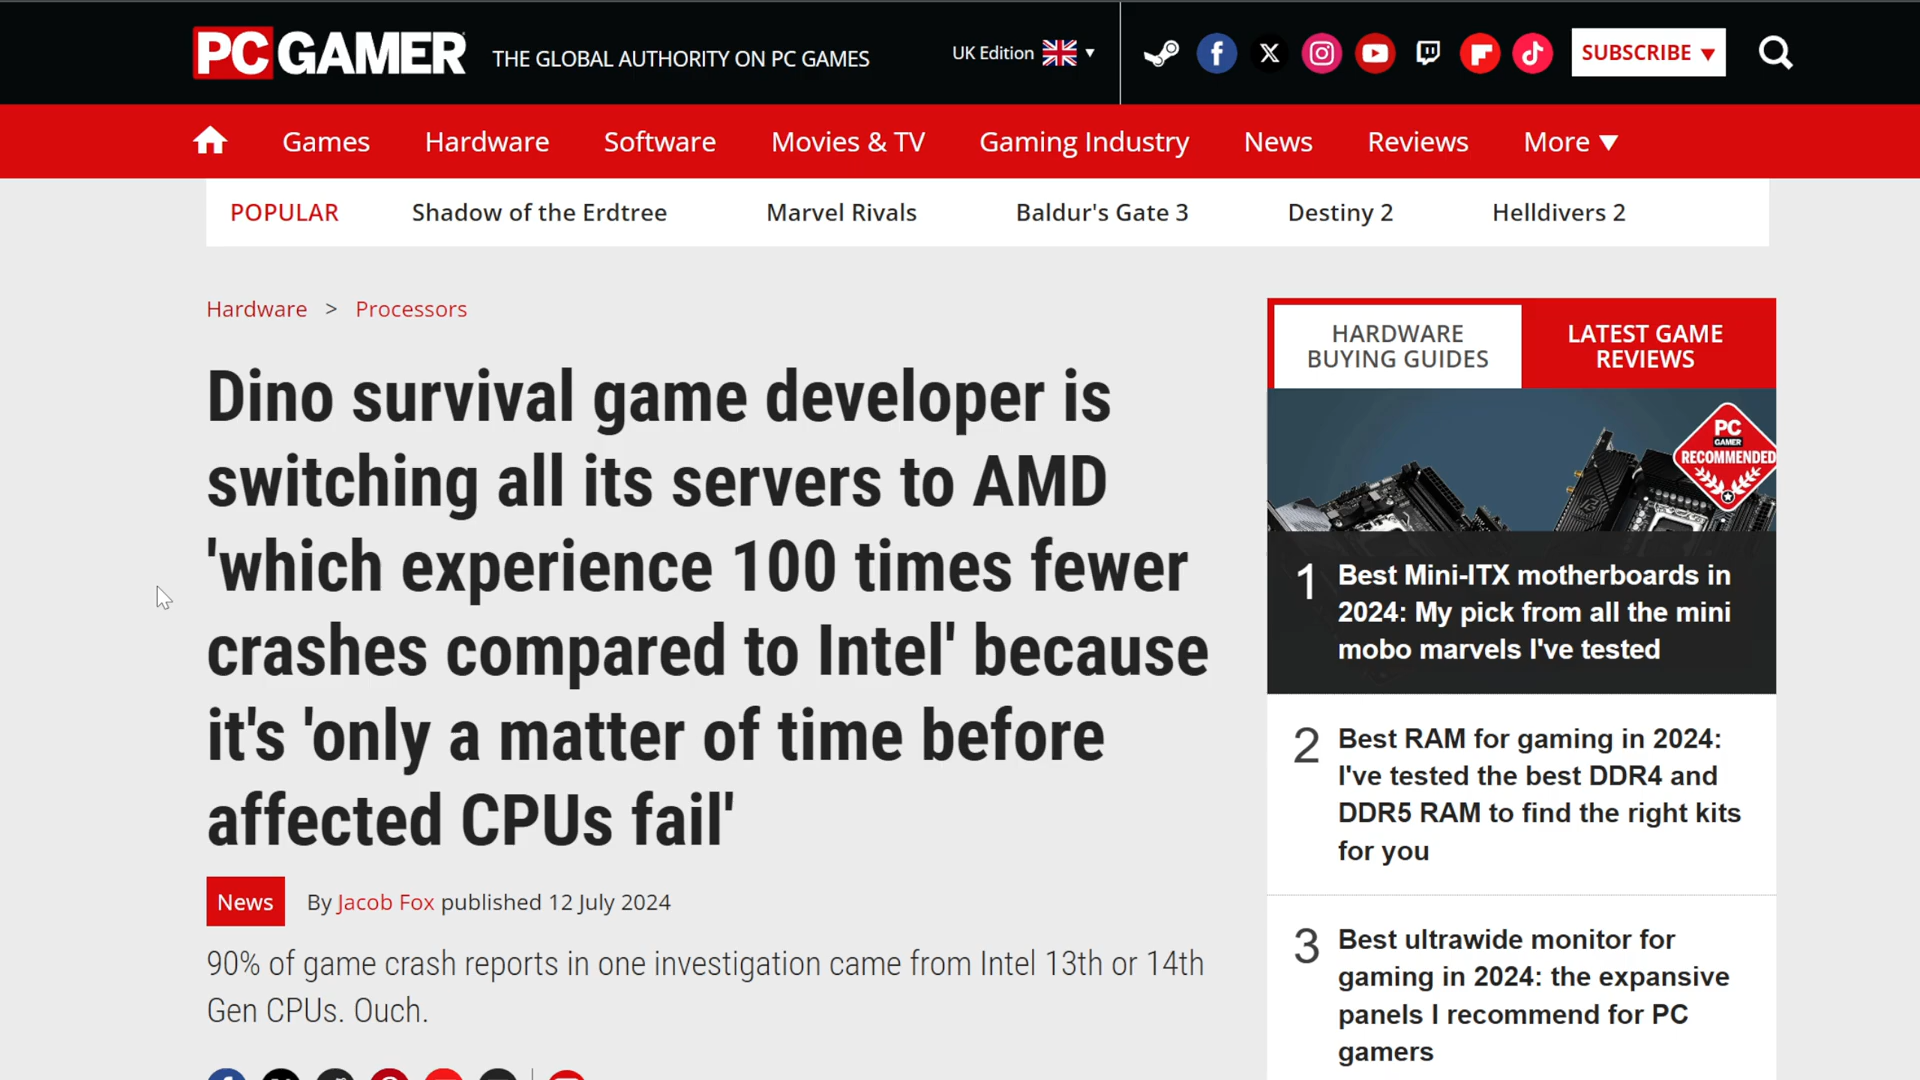 PC GAMER THE GLOBAL AUTHORITY ON PC GAMES UK Edition SUBSCRIBE
Games Hardware Software Movies & TV Gaming Industry News Reviews More
POPULAR Shadow of the Erdtree Marvel Rivals Baldur's Gate 3 Destiny 2 Helldivers 2
Hardware > Processors
Dino survival game developer is
switching all its servers to AMD
'which experience 100 times fewer
crashes compared to Intel' because
it's 'only a matter of time before
affected CPUs fail'
News By Jacob Fox published 12 July 2024
90% of game crash reports in one investigation came from Intel 13th or 14th
Gen CPUs. Ouch.
HARDWARE
BUYING GUIDES
LATEST GAME
REVIEWS
PC
GAMER
RECOMMENDED
1 Best Mini-ITX motherboards in
2024: My pick from all the mini
mobo marvels I've tested
2 Best RAM for gaming in 2024:
I've tested the best DDR4 and
DDR5 RAM to find the right kits
for you
3 Best ultrawide monitor for
gaming in 2024: the expansive
panels I recommend for PC
gamers